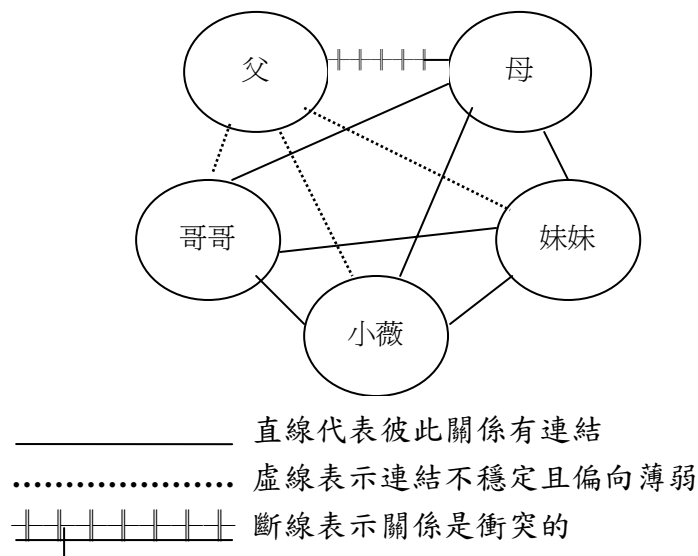 父
母
哥哥
妹妹
小薇
直線代表彼此關係有連結
虛線表示連結不穩定且偏向薄弱
斷線表示關係是衝突的